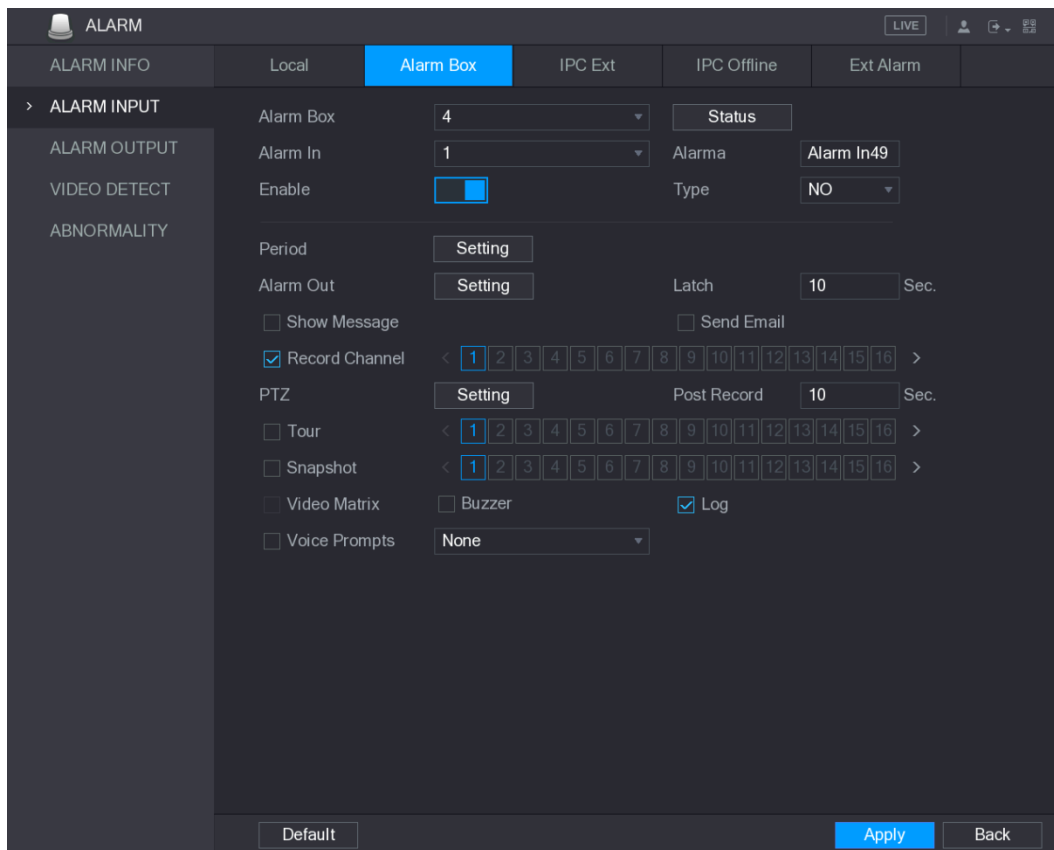 ALARM LIVE
ALARM INFO Local Alarm Box IPC Ext IPC Offline Ext Alarm
> ALARM INPUT
Alarm Box 4 Status
ALARM OUTPUT Alarm In 1 Alarma Alarm In49
VIDEO DETECT Enable Type NO
ABNORMALITY
Period Setting
Alarm Out Setting Latch 10 Sec.
Show Message Send Email
Record Channel < 1 2 3 4 5 6 7 8 9 10 11 12 13 14 15 16 >
PTZ Setting Post Record 10 Sec.
Tour < 1 2 3 4 5 6 7 8 9 10 11 12 13 14 15 16 >
Snapshot < 1 2 3 4 5 6 7 8 9 10 11 12 13 14 15 16 >
Video Matrix Buzzer Log
Voice Prompts None
Default Apply Back